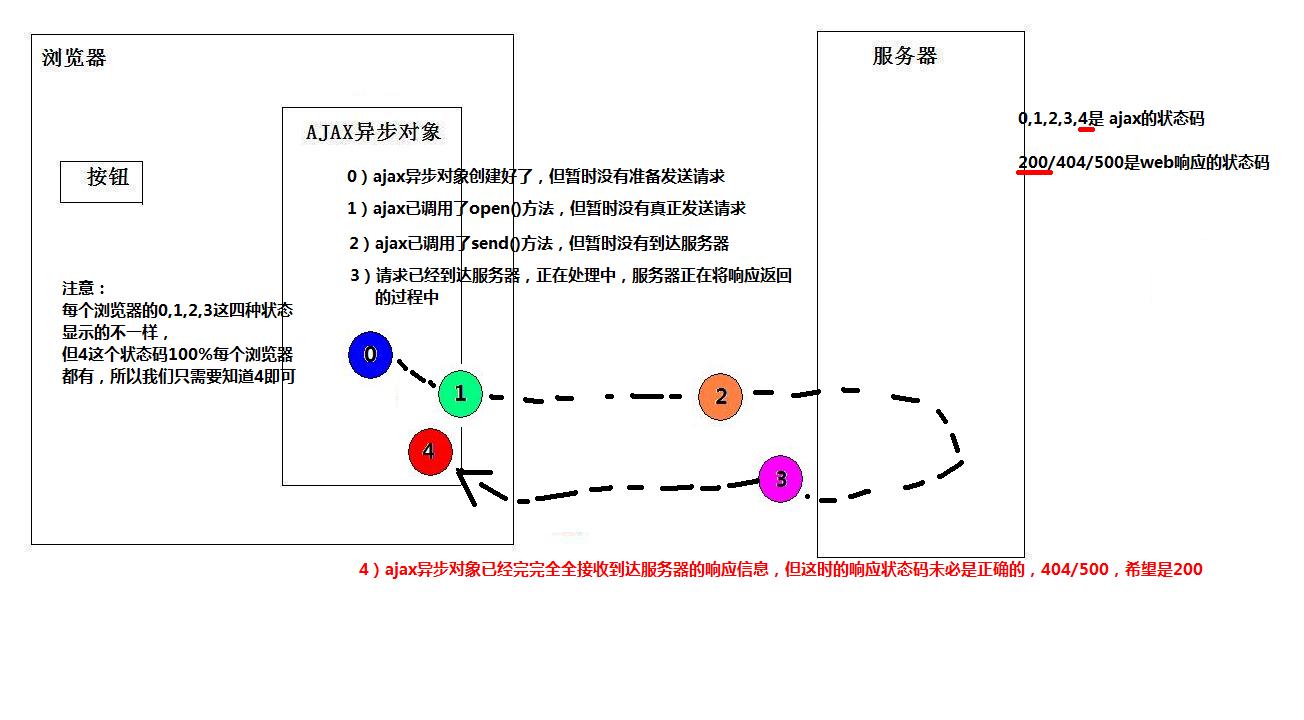 浏览器
服务器
AJAX异步对象
按钮
0）ajax异步对象创建好了，但暂时没有准备发送请求
1）ajax已调用了open()方法，但暂时没有真正发送请求
2）ajax已调用了send()方法，但暂时没有到达服务器
3）请求已经到达服务器，正在处理中，服务器正在将响应返回
的过程中
0,1,2,3,4是 ajax的状态码
200/404/500是web响应的状态码
注意：
每个浏览器的0,1,2,3这四种状态
显示的不一样，
但4这个状态码100%每个浏览器
都有，所以我们只需要知道4即可
0
1
2
4
3
4）ajax异步对象已经完完全全接收到达服务器的响应信息，但这时的响应状态码未必是正确的，404/500，希望是200